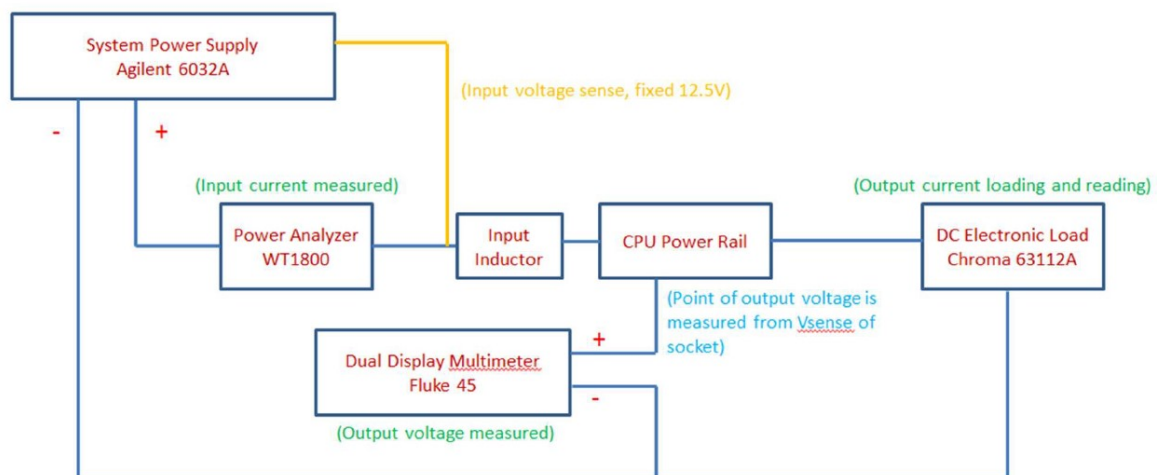 System Power Supply
Agilent 6032A
(Input voltage sense, fixed 12.5V)
-
+
(Input current measured)
(Output current loading and reading)
Power Analyzer
WT1800
Input
Inductor
CPU Power Rail
DC Electronic Load
Chroma 63112A
(Point of output voltage is
measured from Vsense of
socket)
+
Dual Display Multimeter
Fluke 45
-
(Output voltage measured)